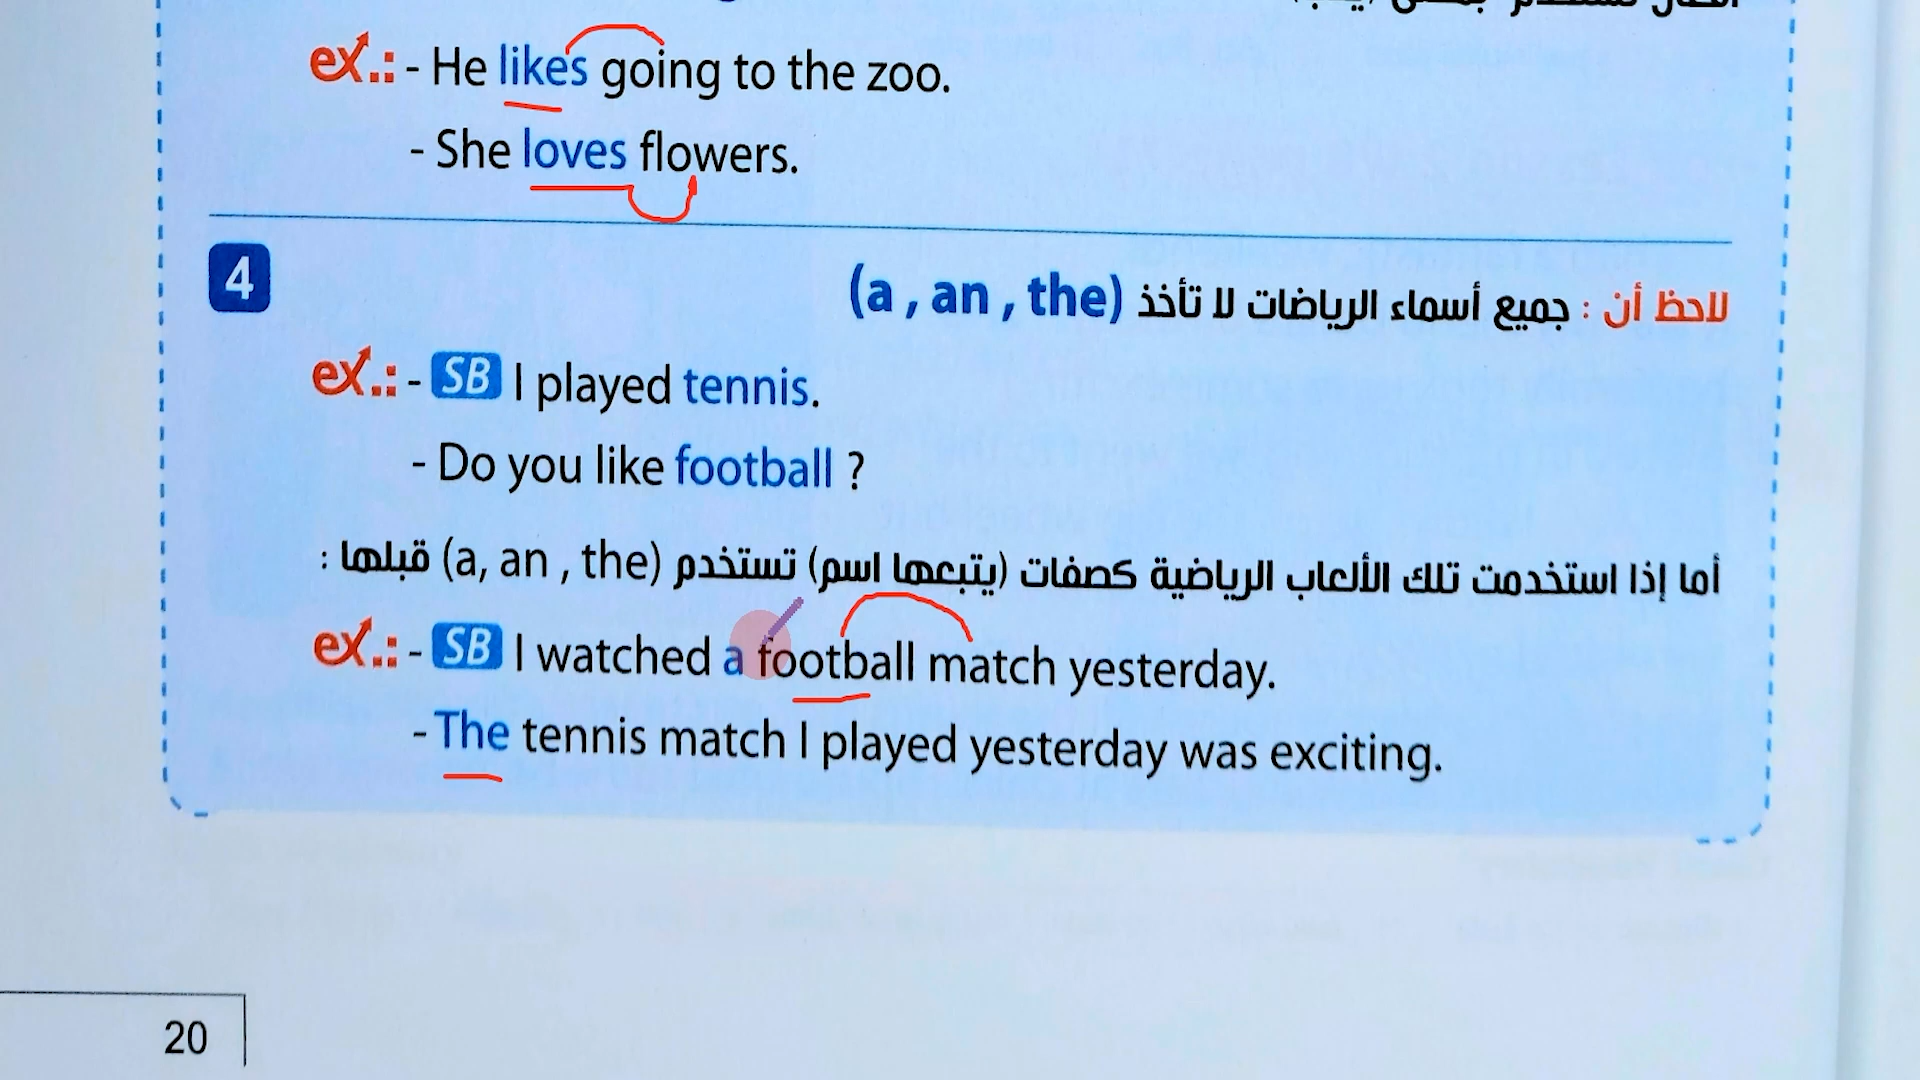 ex.: - He likes going to the zoo.
- She loves flowers.
4
لاحظ أن : جميع أسماء الرياضات لا تأخذ (a , an , the)
ex.: - SB I played tennis.
- Do you like football ?
أما إذا استخدمت تلك الألعاب الرياضية كصفات (يتبعها اسم) تستخدم (a, an , the) قبلها :
ex.: - SB I watched a football match yesterday.
- The tennis match I played yesterday was exciting.
20